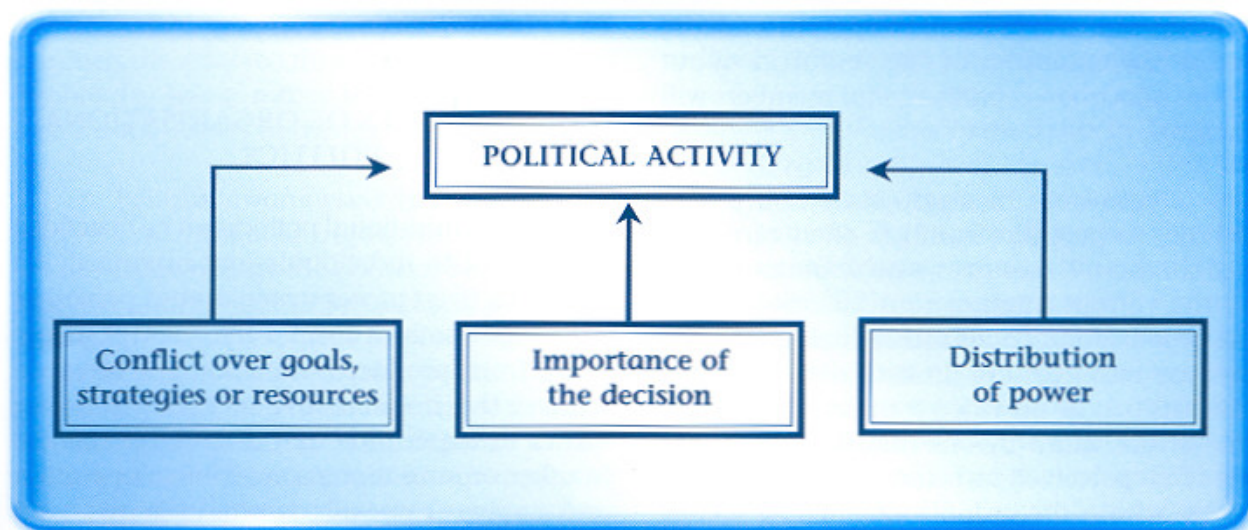 POLITICAL ACTIVITY
Conflict over goals,
strategies or resources
Importance of
the decision
Distribution
of power